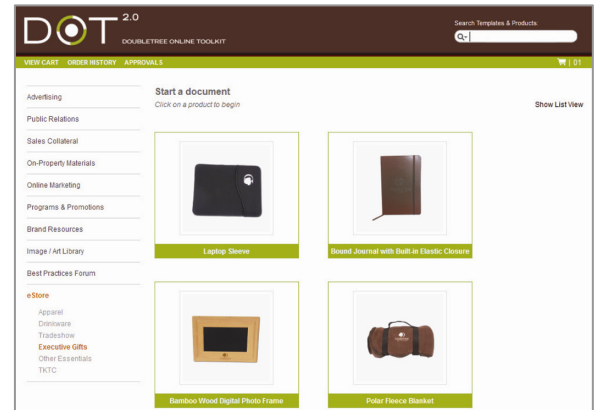 DOT 2.0
DOUBLETREE ONLINE TOOLKIT
Search Templates & Products:
VIEW CART ORDER HISTORY APPROVALS
01
Advertising
Public Relations
Sales Collateral
On-Property Materials
Online Marketing
Programs & Promotions
Brand Resources
Image / Art Library
Best Practices Forum
eStore
Apparel
Drinkware
Tradeshow
Executive Gifts
Other Essentials
TKTC
Start a document
Click on a product to begin
Show List View
Laptop Sleeve
Bound Journal with Built-in Elastic Closure
Bamboo Wood Digital Photo Frame
Polar Fleece Blanket